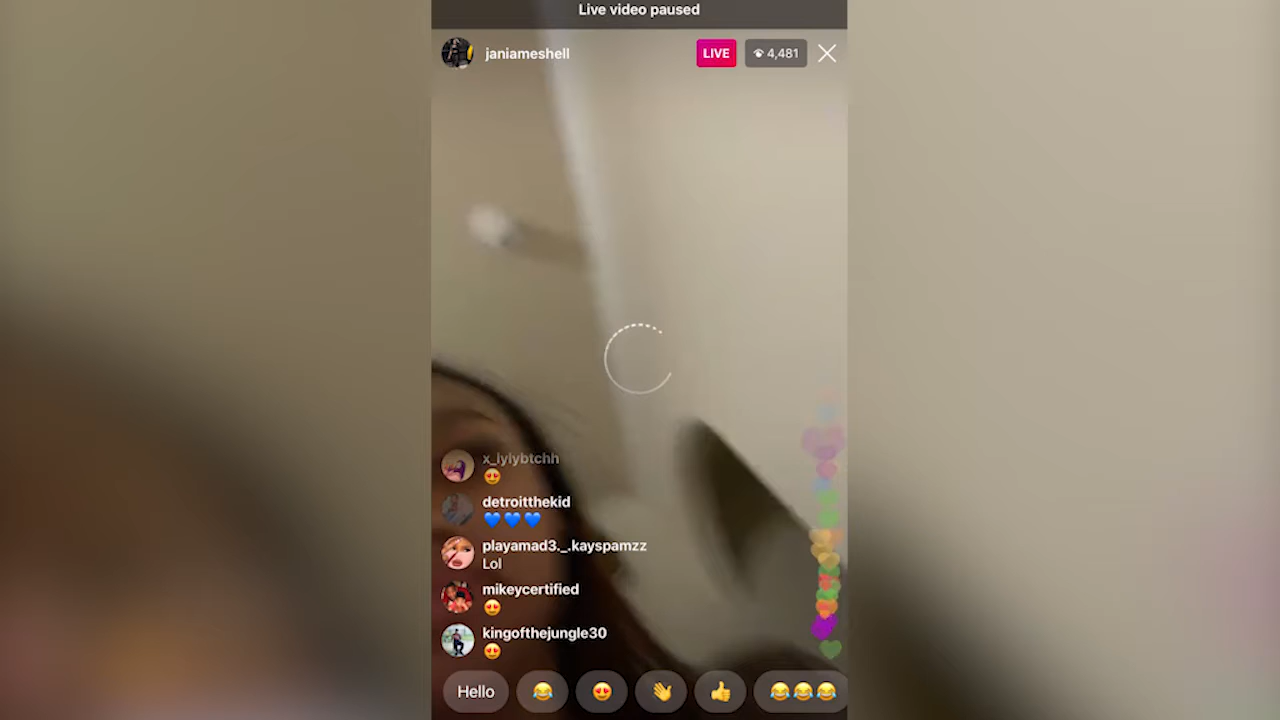 Live video paused
janiameshell
LIVE
4,481
x_lylybtchh
😍
detroitthekid
💙💙💙
playamad3._.kayspamzz
Lol
mikeycertified
😍
kingofthejungle30
😍
Hello 😂 😍 👋 👍 😂😂😂